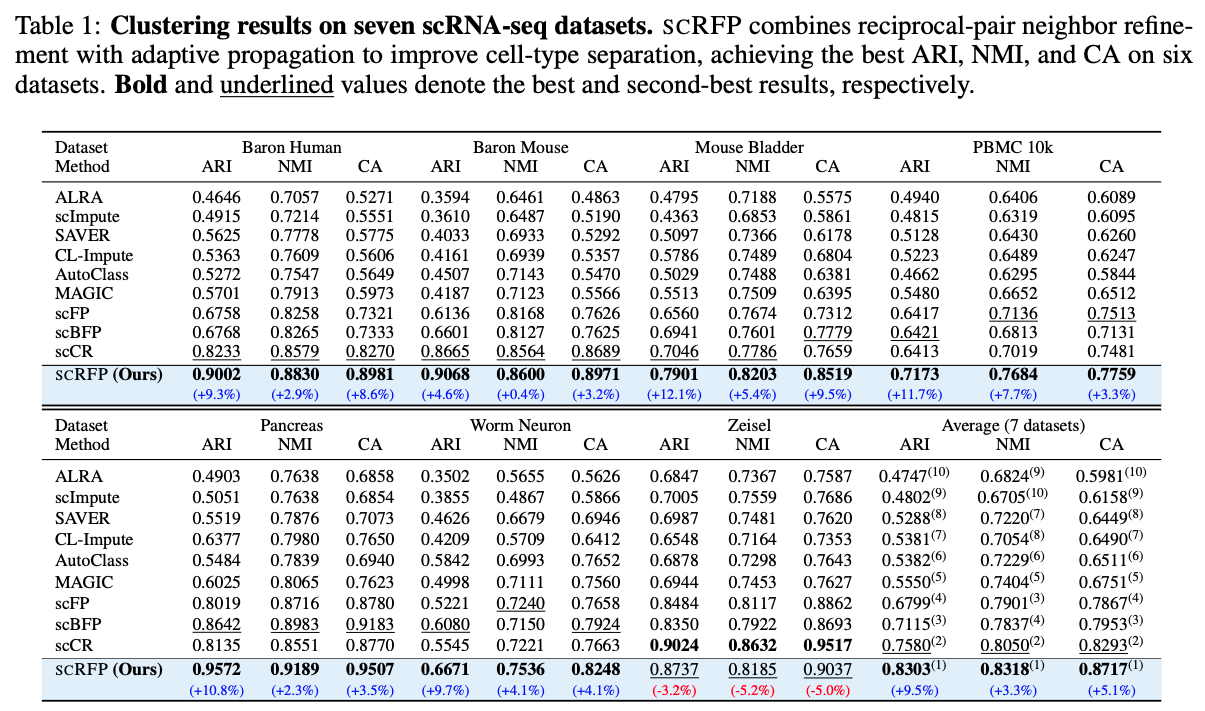 Table 1: Clustering results on seven scRNA-seq datasets. SCRFP combines reciprocal-pair neighbor refine-
ment with adaptive propagation to improve cell-type separation, achieving the best ARI, NMI, and CA on six
datasets. Bold and underlined values denote the best and second-best results, respectively.
Dataset Baron Human Baron Mouse Mouse Bladder PBMC 10k
Method ARI NMI CA ARI NMI CA ARI NMI CA ARI NMI CA
ALRA 0.4646 0.7057 0.5271 0.3594 0.6461 0.4863 0.4795 0.7188 0.5575 0.4940 0.6406 0.6089
scImpute 0.4915 0.7214 0.5551 0.3610 0.6487 0.5190 0.4363 0.6853 0.5861 0.4815 0.6319 0.6095
SAVER 0.5625 0.7778 0.5775 0.4033 0.6933 0.5292 0.5097 0.7366 0.6178 0.5128 0.6430 0.6260
CL-Impute 0.5363 0.7609 0.5606 0.4161 0.6939 0.5357 0.5786 0.7489 0.6804 0.5223 0.6489 0.6247
AutoClass 0.5272 0.7547 0.5649 0.4507 0.7143 0.5470 0.5029 0.7488 0.6381 0.4662 0.6295 0.5844
MAGIC 0.5701 0.7913 0.5973 0.4187 0.7123 0.5566 0.5513 0.7509 0.6395 0.5480 0.6652 0.6512
scFP 0.6758 0.8258 0.7321 0.6136 0.8168 0.7626 0.6560 0.7674 0.7312 0.6417 0.7136 0.7513
scBFP 0.6768 0.8265 0.7333 0.6601 0.8127 0.7625 0.6941 0.7601 0.7779 0.6421 0.6813 0.7131
scCR 0.8233 0.8579 0.8270 0.8665 0.8564 0.8689 0.7046 0.7786 0.7659 0.6413 0.7019 0.7481
SCRFP (Ours) 0.9002 0.8830 0.8981 0.9068 0.8600 0.8971 0.7901 0.8203 0.8519 0.7173 0.7684 0.7759
(+9.3%) (+2.9%) (+8.6%) (+4.6%) (+0.4%) (+3.2%) (+12.1%) (+5.4%) (+9.5%) (+11.7%) (+7.7%) (+3.3%)
Dataset Pancreas Worm Neuron Zeisel Average (7 datasets)
Method ARI NMI CA ARI NMI CA ARI NMI CA ARI NMI CA
ALRA 0.4903 0.7638 0.6858 0.3502 0.5655 0.5626 0.6847 0.7367 0.7587 0.4747(10) 0.6824(9) 0.5981(10)
scImpute 0.5051 0.7638 0.6854 0.3855 0.4867 0.5866 0.7005 0.7559 0.7686 0.4802(9) 0.6705(10) 0.6158(9)
SAVER 0.5519 0.7876 0.7073 0.4626 0.6679 0.6946 0.6987 0.7481 0.7620 0.5288(8) 0.7220(7) 0.6449(8)
CL-Impute 0.6377 0.7980 0.7650 0.4209 0.5709 0.6412 0.6548 0.7164 0.7353 0.5381(7) 0.7054(8) 0.6490(7)
AutoClass 0.5484 0.7839 0.6940 0.5842 0.6993 0.7652 0.6878 0.7298 0.7643 0.5382(6) 0.7229(6) 0.6511(6)
MAGIC 0.6025 0.8065 0.7623 0.4998 0.7111 0.7560 0.6944 0.7453 0.7627 0.5550(5) 0.7404(5) 0.6751(5)
scFP 0.8019 0.8716 0.8780 0.5221 0.7240 0.7658 0.8484 0.8117 0.8862 0.6799(4) 0.7901(3) 0.7867(4)
scBFP 0.8642 0.8983 0.9183 0.6080 0.7150 0.7924 0.8350 0.7922 0.8693 0.7115(3) 0.7837(4) 0.7953(3)
scCR 0.8135 0.8551 0.8770 0.5545 0.7221 0.7663 0.9024 0.8632 0.9517 0.7580(2) 0.8050(2) 0.8293(2)
SCRFP (Ours) 0.9572 0.9189 0.9507 0.6671 0.7536 0.8248 0.8737 0.8185 0.9037 0.8303(1) 0.8318(1) 0.8717(1)
(+10.8%) (+2.3%) (+3.5%) (+9.7%) (+4.1%) (+4.1%) (-3.2%) (-5.2%) (-5.0%) (+9.5%) (+3.3%) (+5.1%)